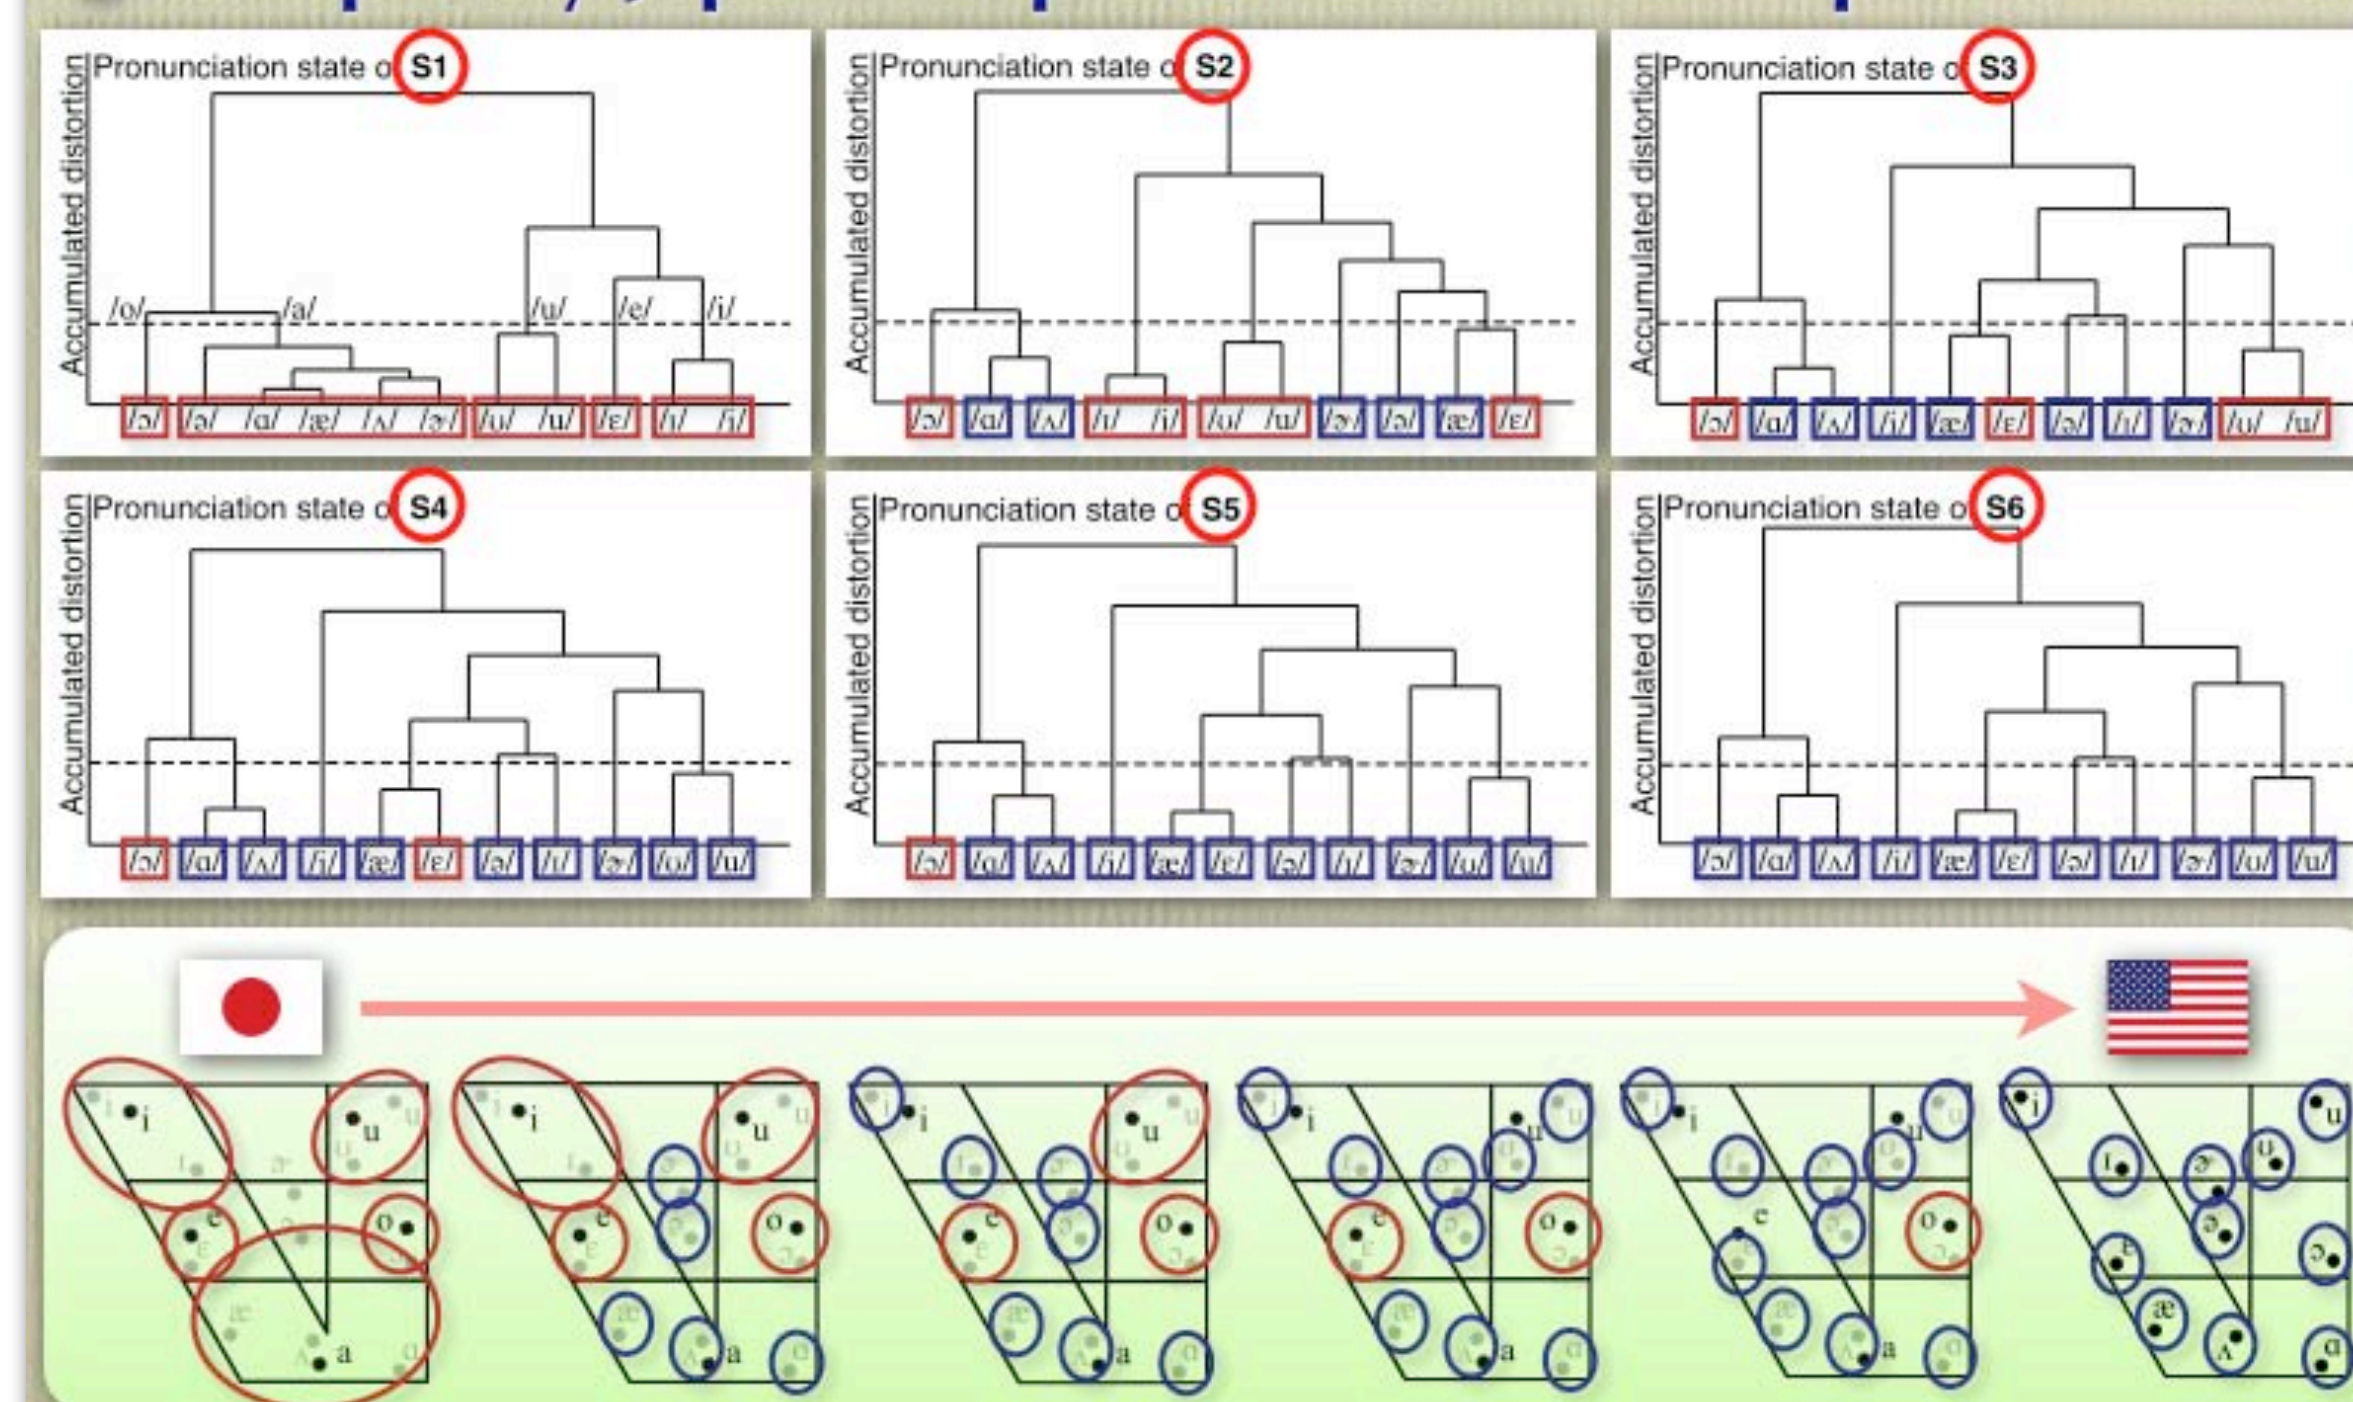 Pronunciation state of S1
Accumulated distortion
/o/ /a/ /u/ /e/ /i/
/ɔ/ /ə/ /ɑ/ /æ/ /ʌ/ /ɚ/ /ʊ/ /u/ /ɛ/ /ɪ/ /i/
Pronunciation state of S2
Accumulated distortion
/ɔ/ /ɑ/ /ʌ/ /ɪ/ /i/ /ʊ/ /u/ /ɚ/ /ə/ /æ/ /ɛ/
Pronunciation state of S3
Accumulated distortion
/ɔ/ /ɑ/ /ʌ/ /i/ /æ/ /ɛ/ /ə/ /ɪ/ /ɚ/ /ʊ/ /u/
Pronunciation state of S4
Accumulated distortion
/ɔ/ /ɑ/ /ʌ/ /i/ /æ/ /ɛ/ /ə/ /ɪ/ /ɚ/ /ʊ/ /u/
Pronunciation state of S5
Accumulated distortion
/ɔ/ /ɑ/ /ʌ/ /i/ /æ/ /ɛ/ /ə/ /ɪ/ /ɚ/ /ʊ/ /u/
Pronunciation state of S6
Accumulated distortion
/ɔ/ /ɑ/ /ʌ/ /i/ /æ/ /ɛ/ /ə/ /ɪ/ /ɚ/ /ʊ/ /u/
i i u u ʊ ɪ ɚ e ɛ ə o ɔ æ ʌ a ɑ
i i u u ʊ ɪ ɚ e ɛ ə o ɔ æ ʌ a ɑ
i i u u ʊ ɪ ɚ e ɛ ə o ɔ æ ʌ a ɑ
i i u u ʊ ɪ ɚ e ɛ ə o ɔ æ ʌ a ɑ
i i u u ʊ ɪ ɚ e ɛ ə o ɔ æ ʌ a ɑ
i u ʊ ɪ ɚ ɛ ə ɔ æ ʌ ɑ